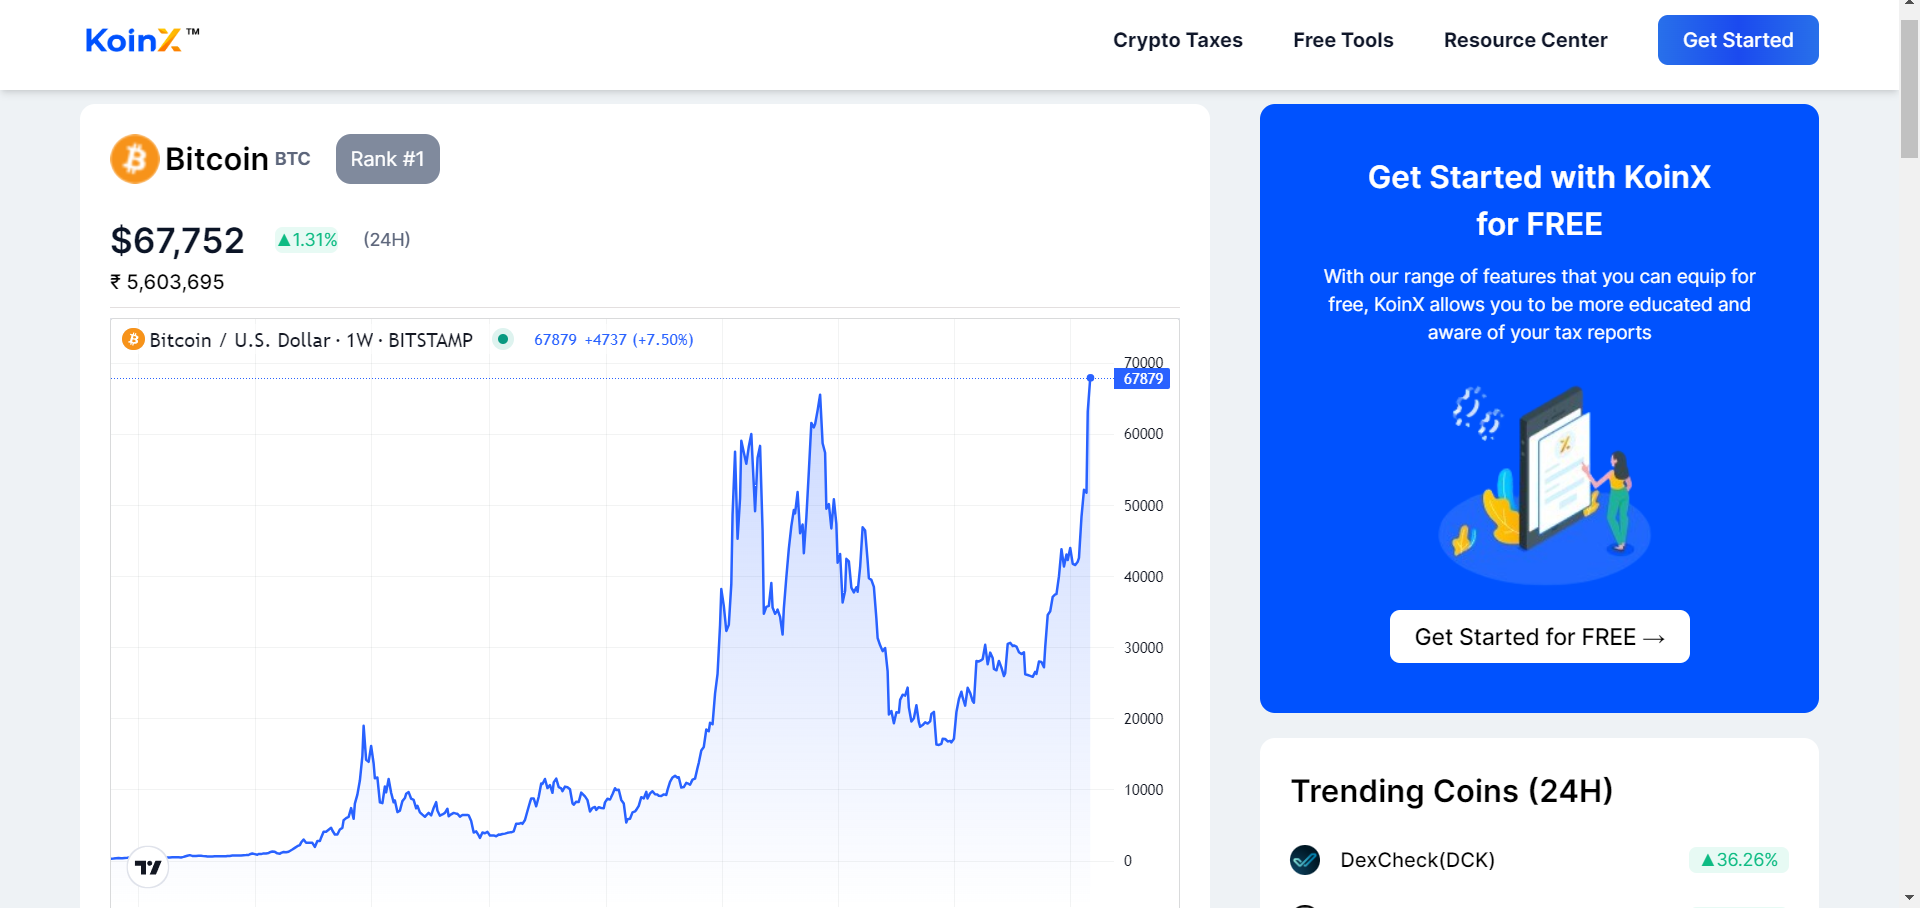 KoinX™
Crypto Taxes
Free Tools
Resource Center
Get Started
Bitcoin BTC
Rank #1
$67,752
▲1.31%
(24H)
₹ 5,603,695
Bitcoin / U.S. Dollar · 1W · BITSTAMP
67879 +4737 (+7.50%)
70000
67879
60000
50000
40000
30000
20000
10000
0
Get Started with KoinX
for FREE
With our range of features that you can equip for
free, KoinX allows you to be more educated and
aware of your tax reports
Get Started for FREE →
Trending Coins (24H)
DexCheck(DCK)
▲36.26%